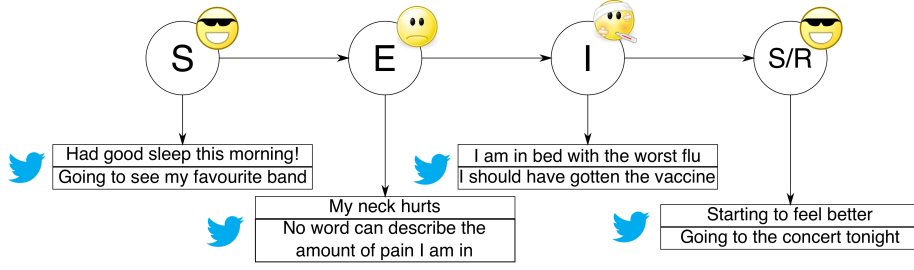 S
E
I
S/R
Had good sleep this morning!
Going to see my favourite band
My neck hurts
No word can describe the
amount of pain I am in
I am in bed with the worst flu
I should have gotten the vaccine
Starting to feel better
Going to the concert tonight